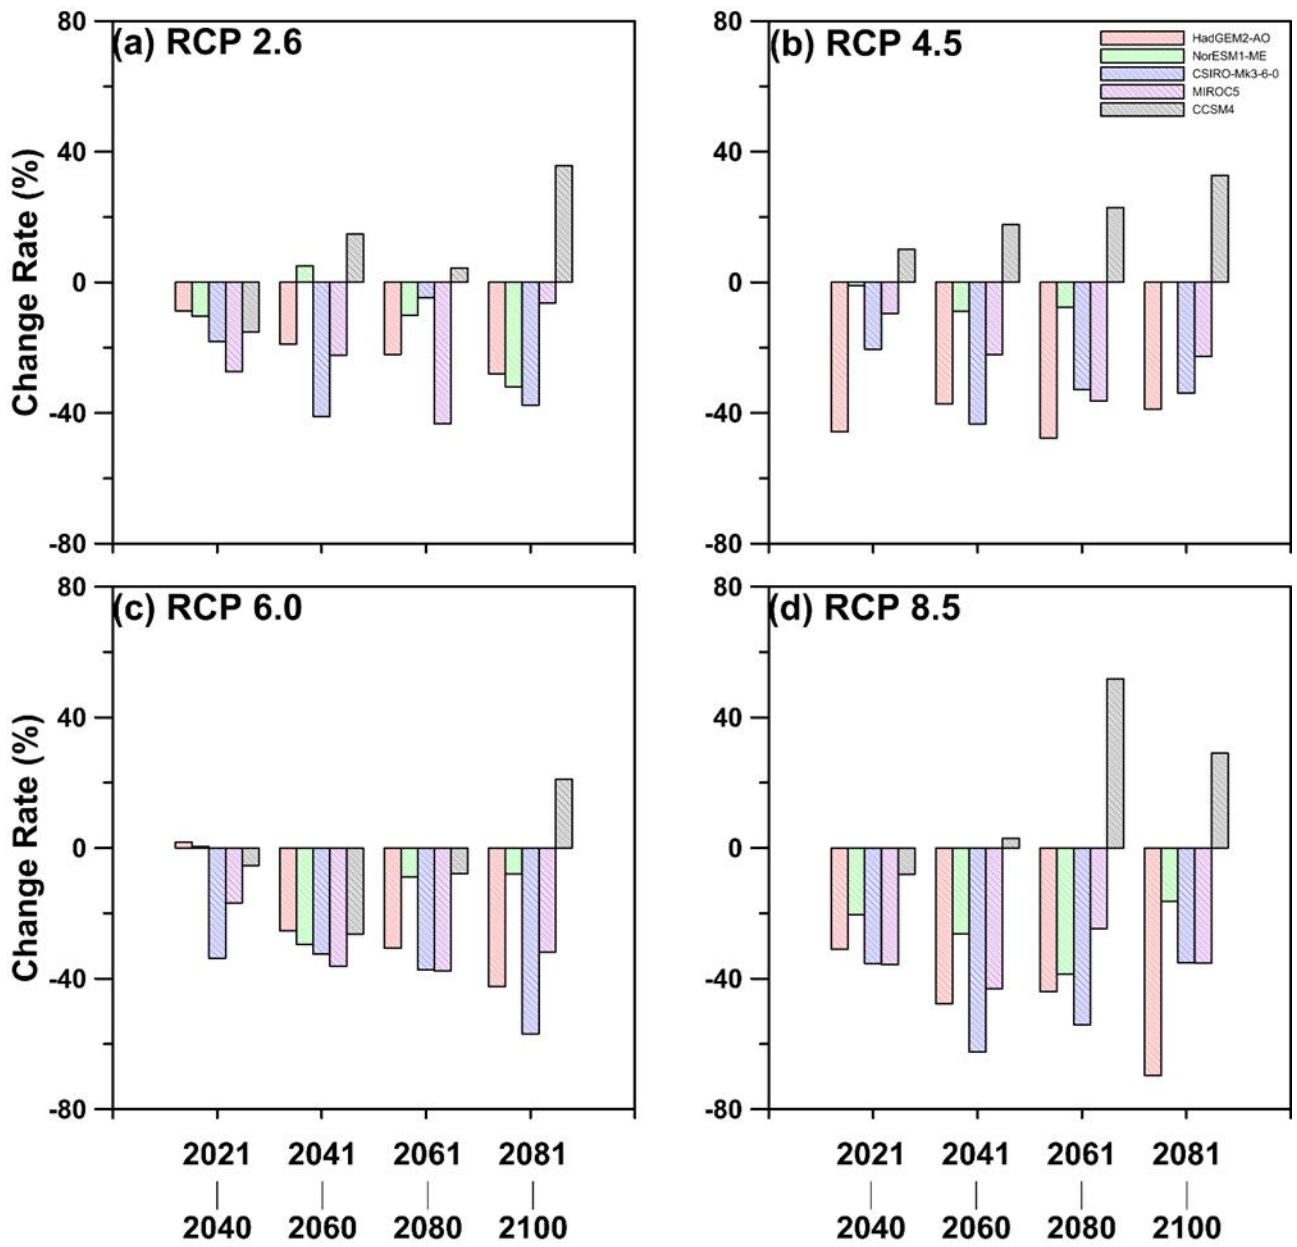 (a) RCP 2.6
80
40
0
-40
-80
Change Rate (%)
(b) RCP 4.5
80
40
0
-40
-80
HadGEM2-AO
NorESM1-ME
CSIRO-Mk3-6-0
MIROC5
CCSM4
(c) RCP 6.0
80
40
0
-40
-80
Change Rate (%)
2021 2041 2061 2081
2040 2060 2080 2100
(d) RCP 8.5
80
40
0
-40
-80
2021 2041 2061 2081
2040 2060 2080 2100